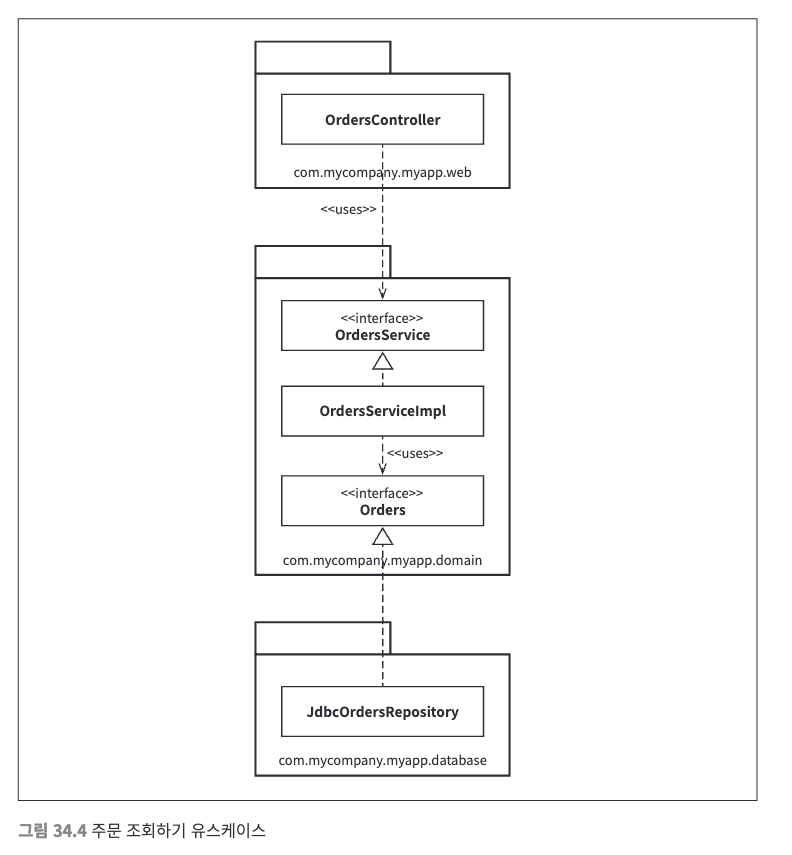 OrdersController
com.mycompany.myapp.web
<<uses>>
<<interface>>
OrdersService
OrdersServiceImpl
<<uses>>
<<interface>>
Orders
com.mycompany.myapp.domain
JdbcOrdersRepository
com.mycompany.myapp.database
그림 34.4 주문 조회하기 유스케이스